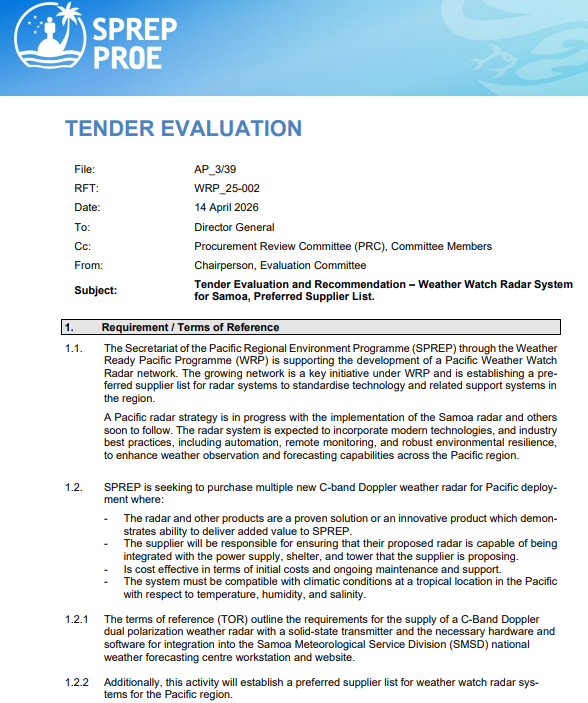 SPREP
PROE
TENDER EVALUATION
File: AP_3/39
RFT: WRP_25-002
Date: 14 April 2026
To: Director General
Cc: Procurement Review Committee (PRC), Committee Members
From: Chairperson, Evaluation Committee
Subject: Tender Evaluation and Recommendation – Weather Watch Radar System
for Samoa, Preferred Supplier List.
1. Requirement / Terms of Reference
1.1. The Secretariat of the Pacific Regional Environment Programme (SPREP) through the Weather
Ready Pacific Programme (WRP) is supporting the development of a Pacific Weather Watch
Radar network. The growing network is a key initiative under WRP and is establishing a pre-
ferred supplier list for radar systems to standardise technology and related support systems in
the region.
A Pacific radar strategy is in progress with the implementation of the Samoa radar and others
soon to follow. The radar system is expected to incorporate modern technologies, and industry
best practices, including automation, remote monitoring, and robust environmental resilience,
to enhance weather observation and forecasting capabilities across the Pacific region.
1.2. SPREP is seeking to purchase multiple new C-band Doppler weather radar for Pacific deploy-
ment where:
- The radar and other products are a proven solution or an innovative product which demon-
strates ability to deliver added value to SPREP.
- The supplier will be responsible for ensuring that their proposed radar is capable of being
integrated with the power supply, shelter, and tower that the supplier is proposing.
- Is cost effective in terms of initial costs and ongoing maintenance and support.
- The system must be compatible with climatic conditions at a tropical location in the Pacific
with respect to temperature, humidity, and salinity.
1.2.1 The terms of reference (TOR) outline the requirements for the supply of a C-Band Doppler
dual polarization weather radar with a solid-state transmitter and the necessary hardware and
software for integration into the Samoa Meteorological Service Division (SMSD) national
weather forecasting centre workstation and website.
1.2.2 Additionally, this activity will establish a preferred supplier list for weather watch radar sys-
tems for the Pacific region.